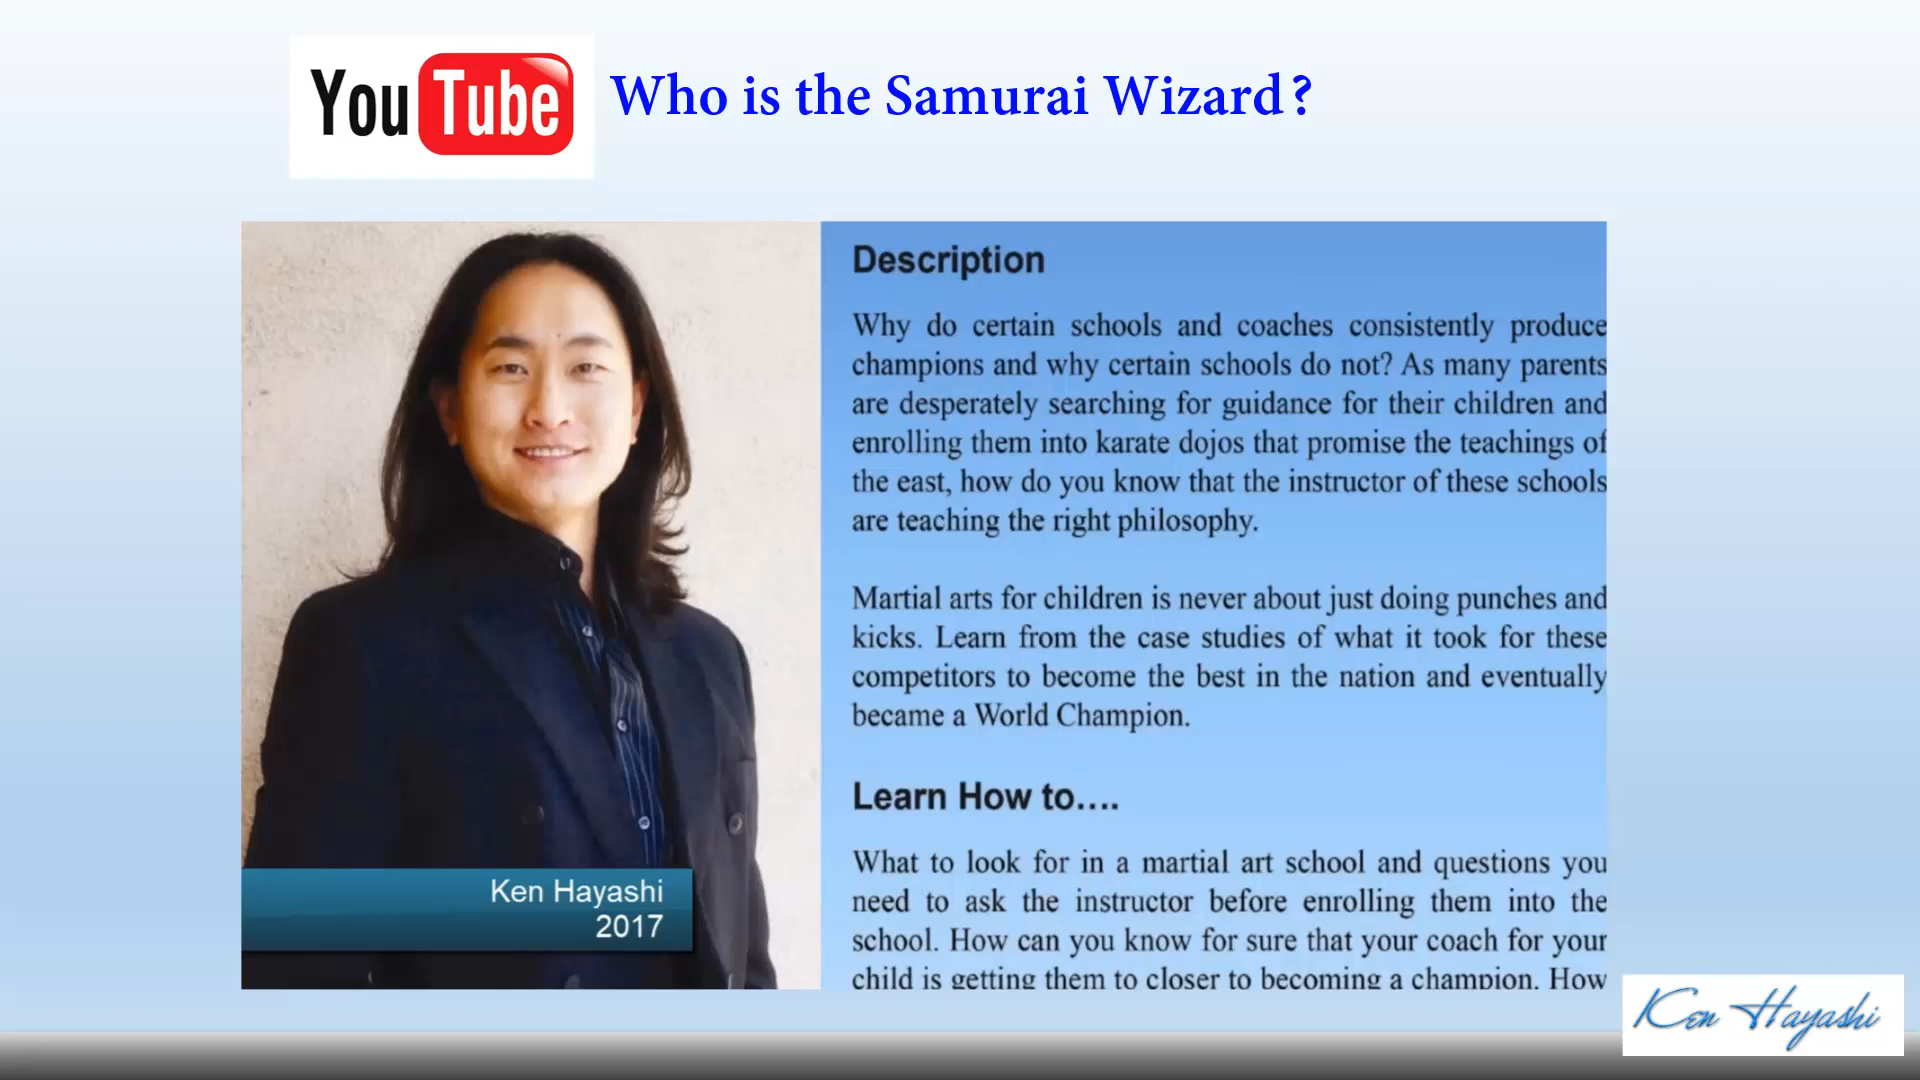 YouTube
Who is the Samurai Wizard?
Description
Why do certain schools and coaches consistently produce
champions and why certain schools do not? As many parents
are desperately searching for guidance for their children and
enrolling them into karate dojos that promise the teachings of
the east, how do you know that the instructor of these schools
are teaching the right philosophy.
Martial arts for children is never about just doing punches and
kicks. Learn from the case studies of what it took for these
competitors to become the best in the nation and eventually
became a World Champion.
Learn How to....
What to look for in a martial art school and questions you
need to ask the instructor before enrolling them into the
school. How can you know for sure that your coach for your
child is getting them to closer to becoming a champion. How
Ken Hayashi
2017
Ken Hayashi